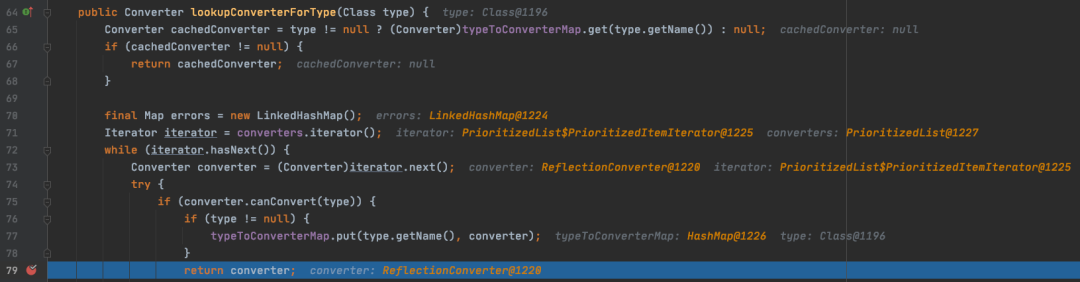 64 public Converter lookupConverterForType(Class type) { type: Class@1196
65 Converter cachedConverter = type != null ? (Converter)typeToConverterMap.get(type.getName()) : null; cachedConverter: null
66 if (cachedConverter != null) {
67 return cachedConverter; cachedConverter: null
68 }
69
70 final Map errors = new LinkedHashMap(); errors: LinkedHashMap@1224
71 Iterator iterator = converters.iterator(); iterator: PrioritizedList$PrioritizedItemIterator@1225 converters: PrioritizedList@1227
72 while (iterator.hasNext()) {
73 Converter converter = (Converter)iterator.next(); converter: ReflectionConverter@1220 iterator: PrioritizedList$PrioritizedItemIterator@1225
74 try {
75 if (converter.canConvert(type)) {
76 if (type != null) {
77 typeToConverterMap.put(type.getName(), converter); typeToConverterMap: HashMap@1226 type: Class@1196
78 }
79 return converter; converter: ReflectionConverter@1220